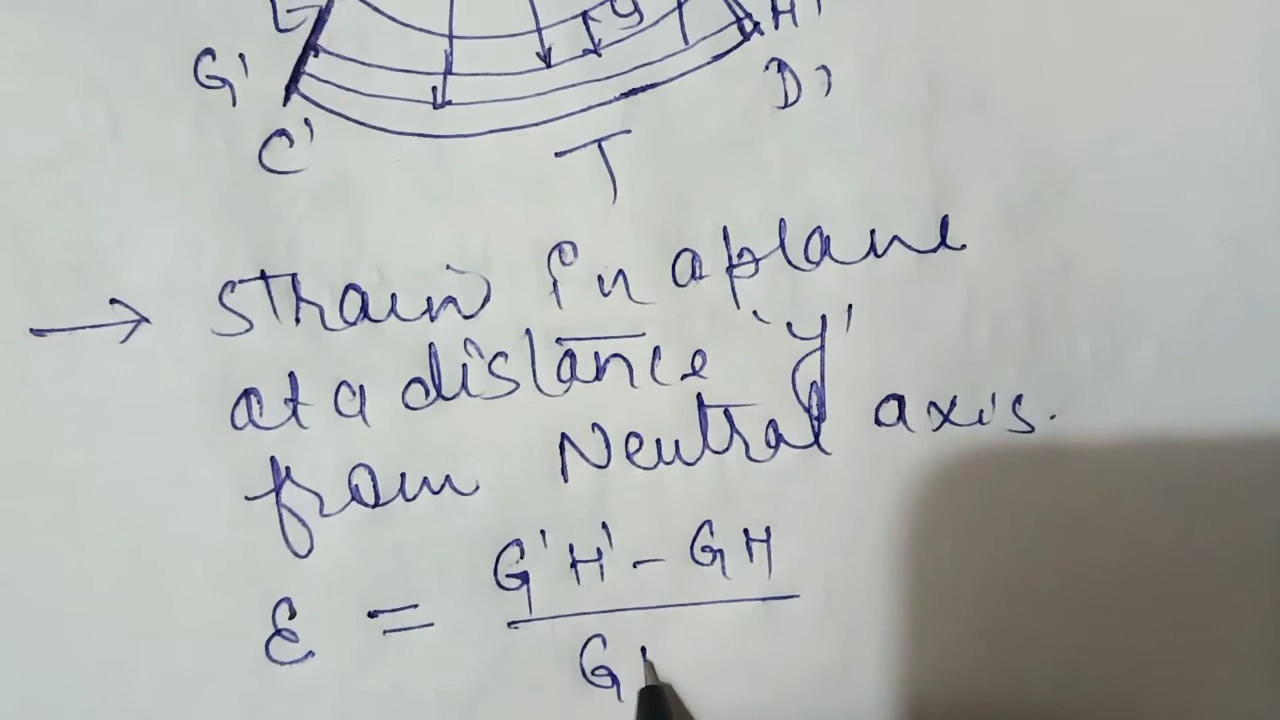 y H'
G'
D'
C'
T
→ Strain in a plane
at a distance 'y'
from Neutral axis.
ε = G'H' - GH
G